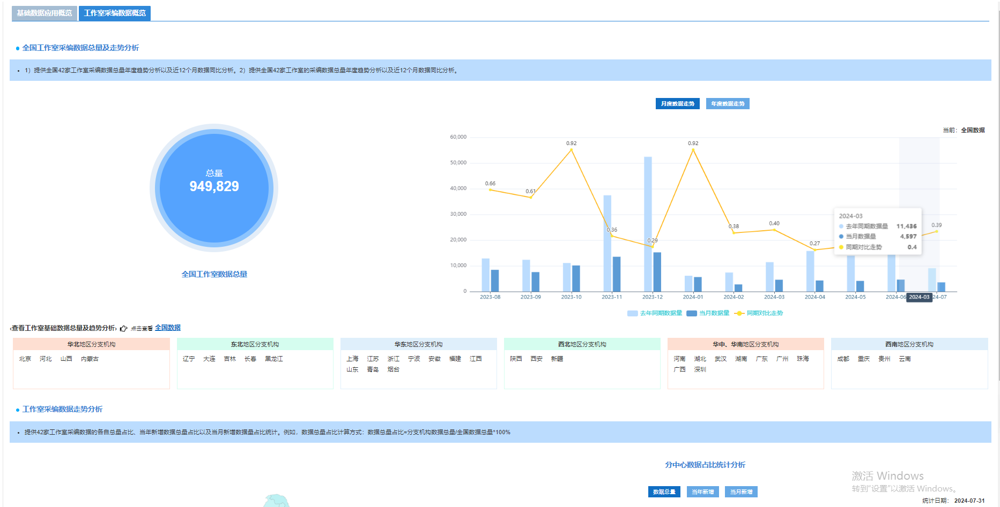 基础数据应用概览 工作室采编数据概览
全国工作室采编数据总量及走势分析
1）提供全国42家工作室采编数据总量年度趋势分析以及近12个月数据同比分析。2）提供全国42家工作室的采编数据总量年度趋势分析以及近12个月数据同比分析。
月度数据走势 年度数据走势
当前：全国数据
总量
949,829
全国工作室数据总量
60,000
50,000
40,000
30,000
20,000
10,000
0
0.66 0.61 0.92 0.36 0.29 0.92 0.38 0.40 0.27 0.39
2024-03
去年同期数据量 11,436
当月数据量 4,597
同期对比走势 0.4
2023-08 2023-09 2023-10 2023-11 2023-12 2024-01 2024-02 2024-03 2024-04 2024-05 2024-06 2024-03 24-07
去年同期数据量 当月数据量 同期对比走势
‹查看工作室基础数据总量及趋势分析› 点击查看 全国数据
华北地区分支机构
北京 河北 山西 内蒙古
东北地区分支机构
辽宁 大连 吉林 长春 黑龙江
华东地区分支机构
上海 江苏 浙江 宁波 安徽 福建 江西
山东 青岛 烟台
西北地区分支机构
陕西 西安 新疆
华中、华南地区分支机构
河南 湖北 武汉 湖南 广东 广州 珠海
广西 深圳
西南地区分支机构
成都 重庆 贵州 云南
工作室采编数据走势分析
提供42家工作室采编数据的各自总量占比、当年新增数据总量占比以及当月新增数据量占比统计。例如，数据总量占比计算方式：数据总量占比=分支机构数据总量/全国数据总量*100%
分中心数据占比统计分析
数据总量 当年新增 当月新增
激活 Windows
转到"设置"以激活 Windows。
统计日期： 2024-07-31